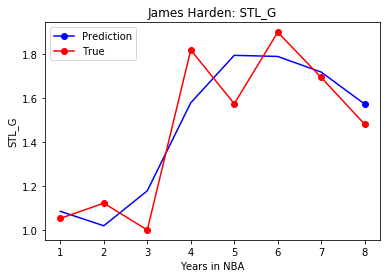 James Harden: STL_G
Prediction
True
STL_G
1.8
1.6
1.4
1.2
1.0
1 2 3 4 5 6 7 8
Years in NBA